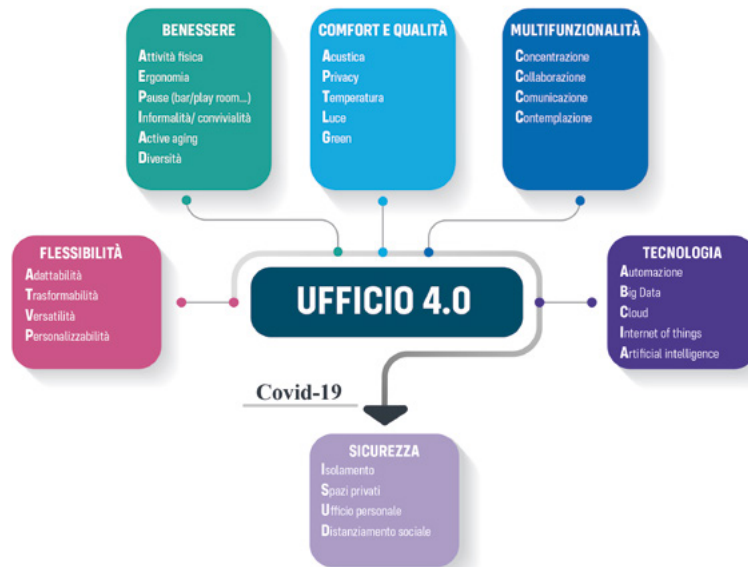 BENESSERE
Attività fisica
Ergonomia
Pause (bar/play room...)
Informalità/ convivialità
Active aging
Diversità
COMFORT E QUALITÀ
Acustica
Privacy
Temperatura
Luce
Green
MULTIFUNZIONALITÀ
Concentrazione
Collaborazione
Comunicazione
Contemplazione
FLESSIBILITÀ
Adattabilità
Trasformabilità
Versatilità
Personalizzabilità
UFFICIO 4.0
TECNOLOGIA
Automazione
Big Data
Cloud
Internet of things
Artificial intelligence
Covid-19
SICUREZZA
Isolamento
Spazi privati
Ufficio personale
Distanziamento sociale